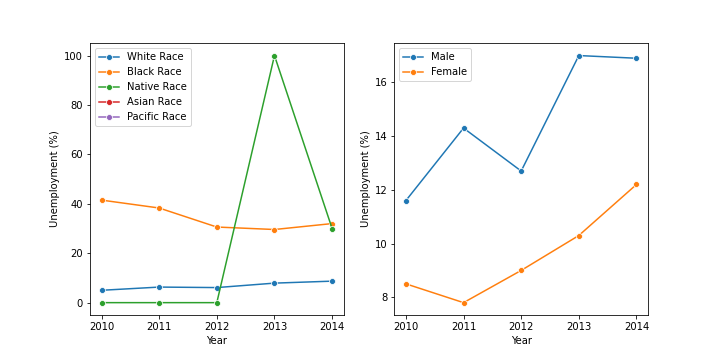 White Race
Black Race
Native Race
Asian Race
Pacific Race
Unemployment (%)
100
80
60
40
20
0
2010 2011 2012 2013 2014
Year
Male
Female
Unemployment (%)
16
14
12
10
8
2010 2011 2012 2013 2014
Year